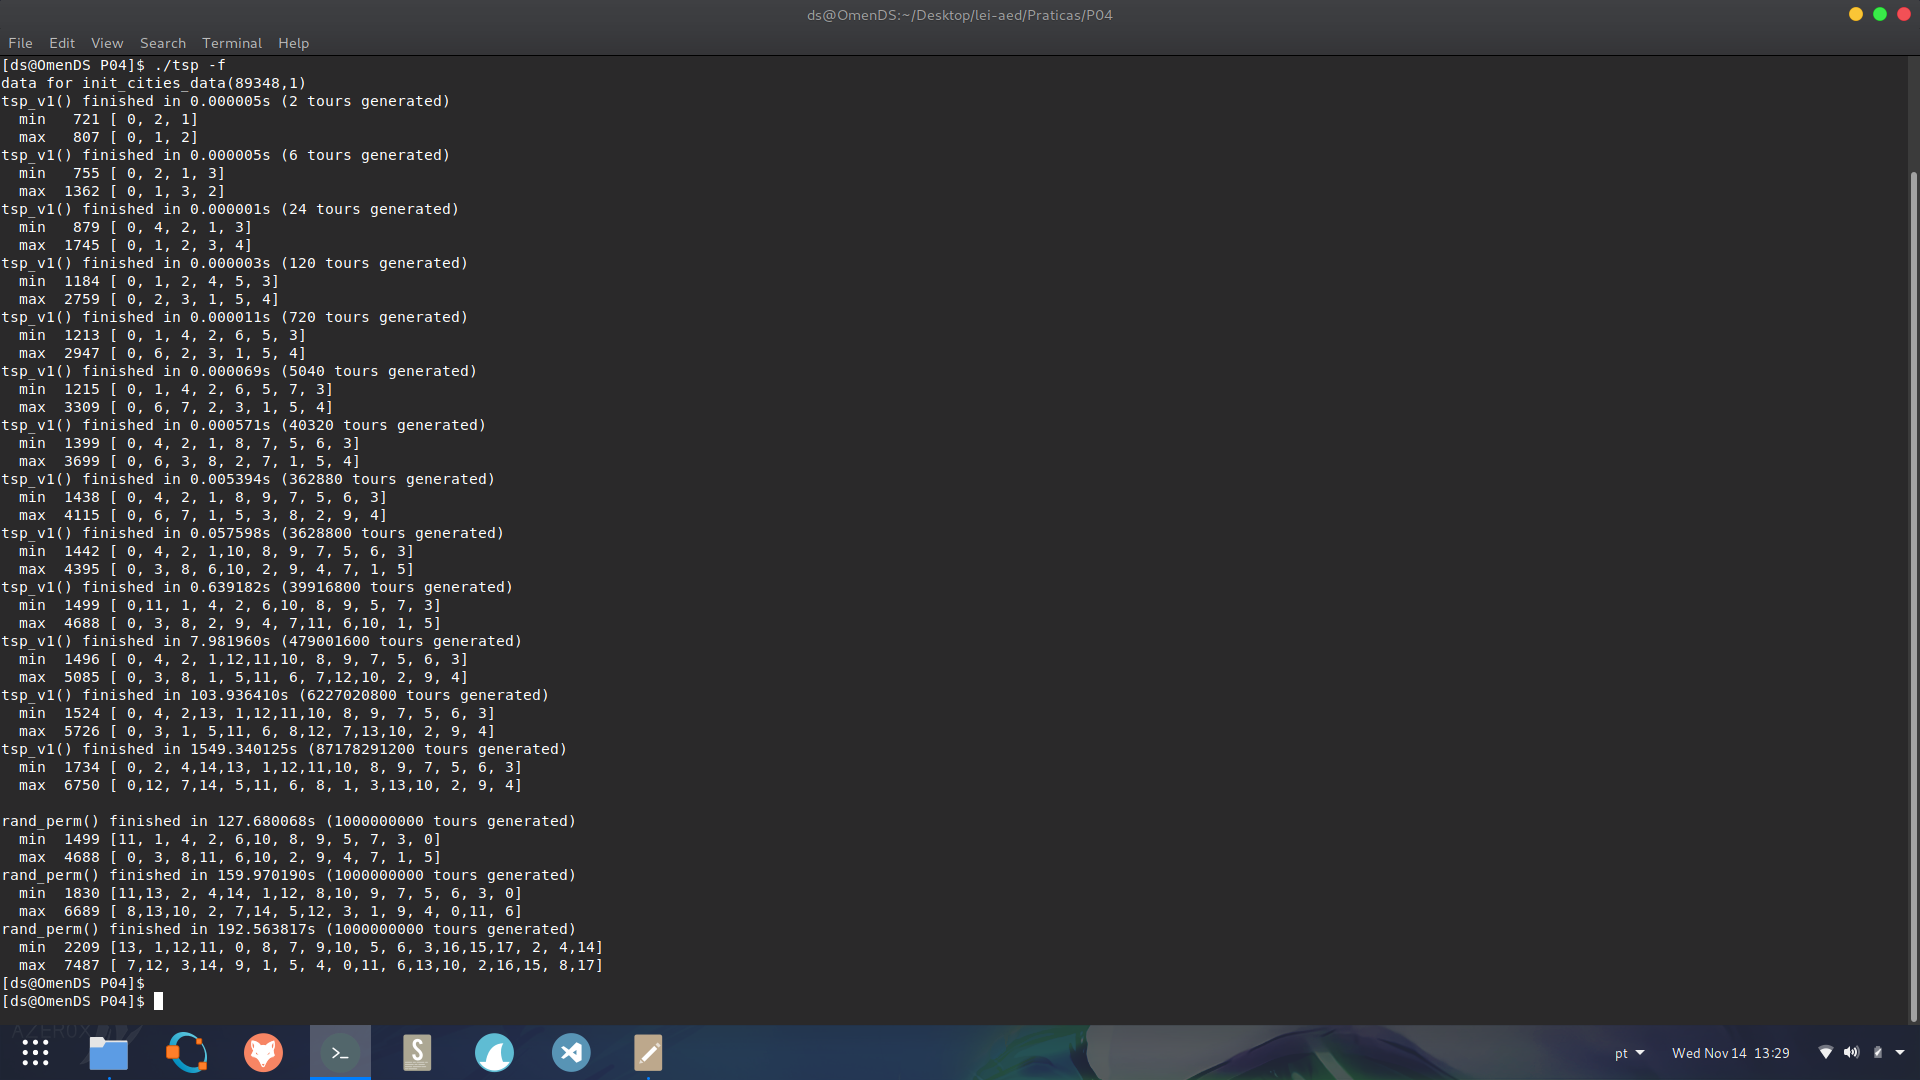 ds@OmenDS:~/Desktop/lei-aed/Praticas/P04
File Edit View Search Terminal Help
[ds@OmenDS P04]$ ./tsp -f
data for init_cities_data(89348,1)
tsp_v1() finished in 0.000005s (2 tours generated)
  min   721 [ 0, 2, 1]
  max   807 [ 0, 1, 2]
tsp_v1() finished in 0.000005s (6 tours generated)
  min   755 [ 0, 2, 1, 3]
  max  1362 [ 0, 1, 3, 2]
tsp_v1() finished in 0.000001s (24 tours generated)
  min   879 [ 0, 4, 2, 1, 3]
  max  1745 [ 0, 1, 2, 3, 4]
tsp_v1() finished in 0.000003s (120 tours generated)
  min  1184 [ 0, 1, 2, 4, 5, 3]
  max  2759 [ 0, 2, 3, 1, 5, 4]
tsp_v1() finished in 0.000011s (720 tours generated)
  min  1213 [ 0, 1, 4, 2, 6, 5, 3]
  max  2947 [ 0, 6, 2, 3, 1, 5, 4]
tsp_v1() finished in 0.000069s (5040 tours generated)
  min  1215 [ 0, 1, 4, 2, 6, 5, 7, 3]
  max  3309 [ 0, 6, 7, 2, 3, 1, 5, 4]
tsp_v1() finished in 0.000571s (40320 tours generated)
  min  1399 [ 0, 4, 2, 1, 8, 7, 5, 6, 3]
  max  3699 [ 0, 6, 3, 8, 2, 7, 1, 5, 4]
tsp_v1() finished in 0.005394s (362880 tours generated)
  min  1438 [ 0, 4, 2, 1, 8, 9, 7, 5, 6, 3]
  max  4115 [ 0, 6, 7, 1, 5, 3, 8, 2, 9, 4]
tsp_v1() finished in 0.057598s (3628800 tours generated)
  min  1442 [ 0, 4, 2, 1,10, 8, 9, 7, 5, 6, 3]
  max  4395 [ 0, 3, 8, 6,10, 2, 9, 4, 7, 1, 5]
tsp_v1() finished in 0.639182s (39916800 tours generated)
  min  1499 [ 0,11, 1, 4, 2, 6,10, 8, 9, 5, 7, 3]
  max  4688 [ 0, 3, 8, 2, 9, 4, 7,11, 6,10, 1, 5]
tsp_v1() finished in 7.981960s (479001600 tours generated)
  min  1496 [ 0, 4, 2, 1,12,11,10, 8, 9, 7, 5, 6, 3]
  max  5085 [ 0, 3, 8, 1, 5,11, 6, 7,12,10, 2, 9, 4]
tsp_v1() finished in 103.936410s (6227020800 tours generated)
  min  1524 [ 0, 4, 2,13, 1,12,11,10, 8, 9, 7, 5, 6, 3]
  max  5726 [ 0, 3, 1, 5,11, 6, 8,12, 7,13,10, 2, 9, 4]
tsp_v1() finished in 1549.340125s (87178291200 tours generated)
  min  1734 [ 0, 2, 4,14,13, 1,12,11,10, 8, 9, 7, 5, 6, 3]
  max  6750 [ 0,12, 7,14, 5,11, 6, 8, 1, 3,13,10, 2, 9, 4]
rand_perm() finished in 127.680068s (1000000000 tours generated)
  min  1499 [11, 1, 4, 2, 6,10, 8, 9, 5, 7, 3, 0]
  max  4688 [ 0, 3, 8,11, 6,10, 2, 9, 4, 7, 1, 5]
rand_perm() finished in 159.970190s (1000000000 tours generated)
  min  1830 [11,13, 2, 4,14, 1,12, 8,10, 9, 7, 5, 6, 3, 0]
  max  6689 [ 8,13,10, 2, 7,14, 5,12, 3, 1, 9, 4, 0,11, 6]
rand_perm() finished in 192.563817s (1000000000 tours generated)
  min  2209 [13, 1,12,11, 0, 8, 7, 9,10, 5, 6, 3,16,15,17, 2, 4,14]
  max  7487 [ 7,12, 3,14, 9, 1, 5, 4, 0,11, 6,13,10, 2,16,15, 8,17]
[ds@OmenDS P04]$
[ds@OmenDS P04]$
pt Wed Nov 14 13:29